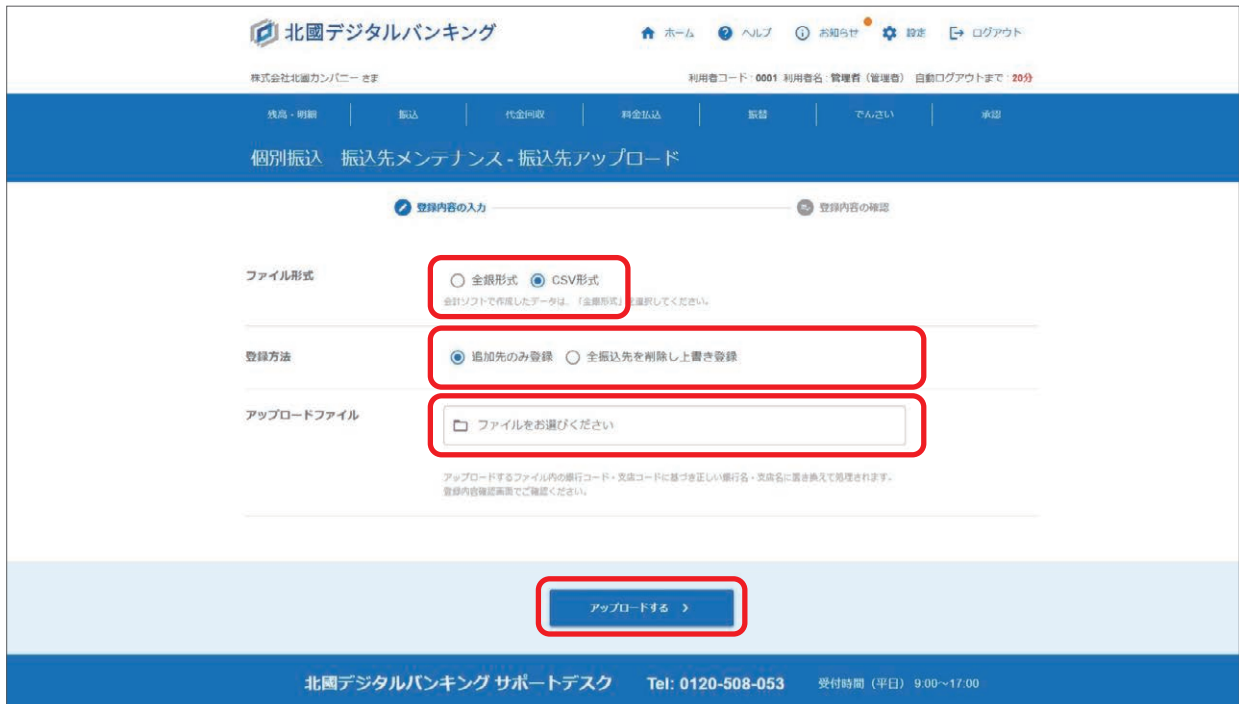 北國デジタルバンキング
ホーム ヘルプ お知らせ 設定 ログアウト
株式会社北國カンパニー さま
利用者コード：0001 利用者名：管理者（管理者） 自動ログアウトまで：20分
残高・明細 振込 代金回収 料金払込 振替 でんさい 承認
個別振込 振込先メンテナンス - 振込先アップロード
登録内容の入力 登録内容の確認
ファイル形式
全銀形式 CSV形式
会計ソフトで作成したデータは、「全銀形式」を選択してください。
登録方法
追加先のみ登録 全振込先を削除し上書き登録
アップロードファイル
ファイルをお選びください
アップロードするファイル内の銀行コード・支店コードに基づき正しい銀行名・支店名に置き換えて処理されます。
登録内容確認画面でご確認ください。
アップロードする
北國デジタルバンキング サポートデスク Tel: 0120-508-053 受付時間（平日） 9:00～17:00